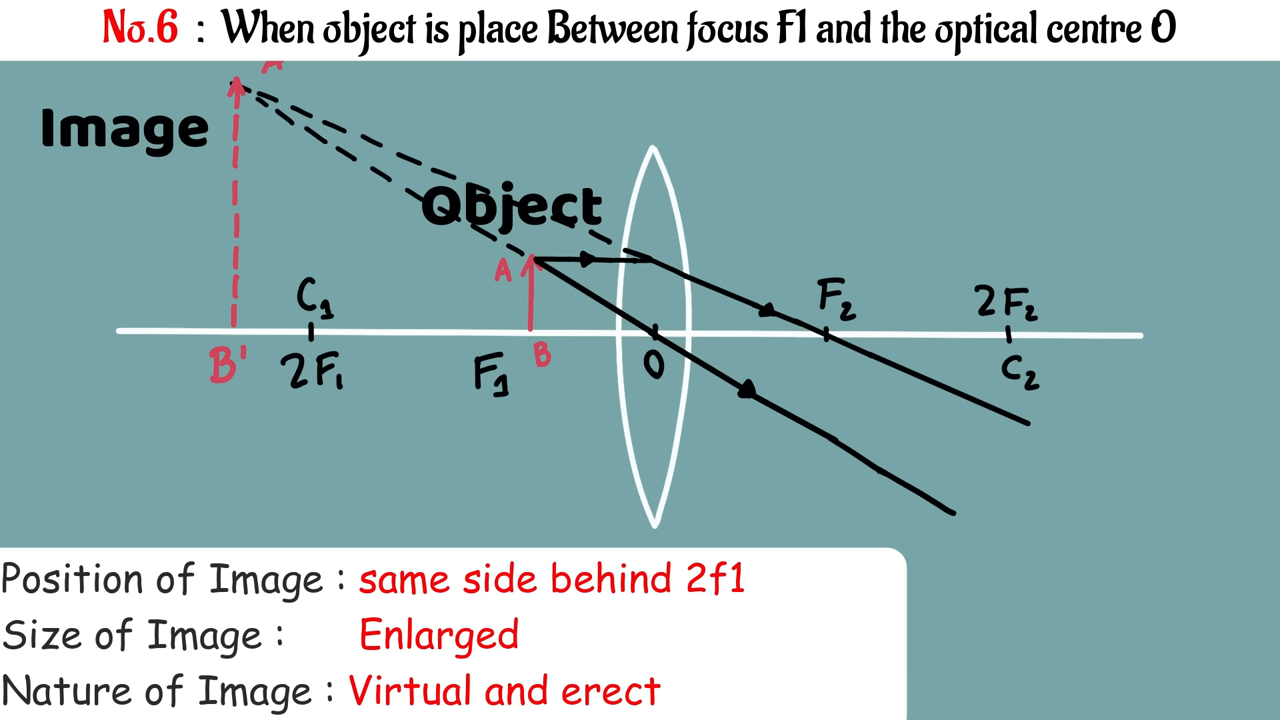 No.6 : When object is place Between focus F1 and the optical centre O
A
Image
Object
A
C1
F2
2F2
B'
2F1
F1
B
O
C2
Position of Image : same side behind 2f1
Size of Image : Enlarged
Nature of Image : Virtual and erect